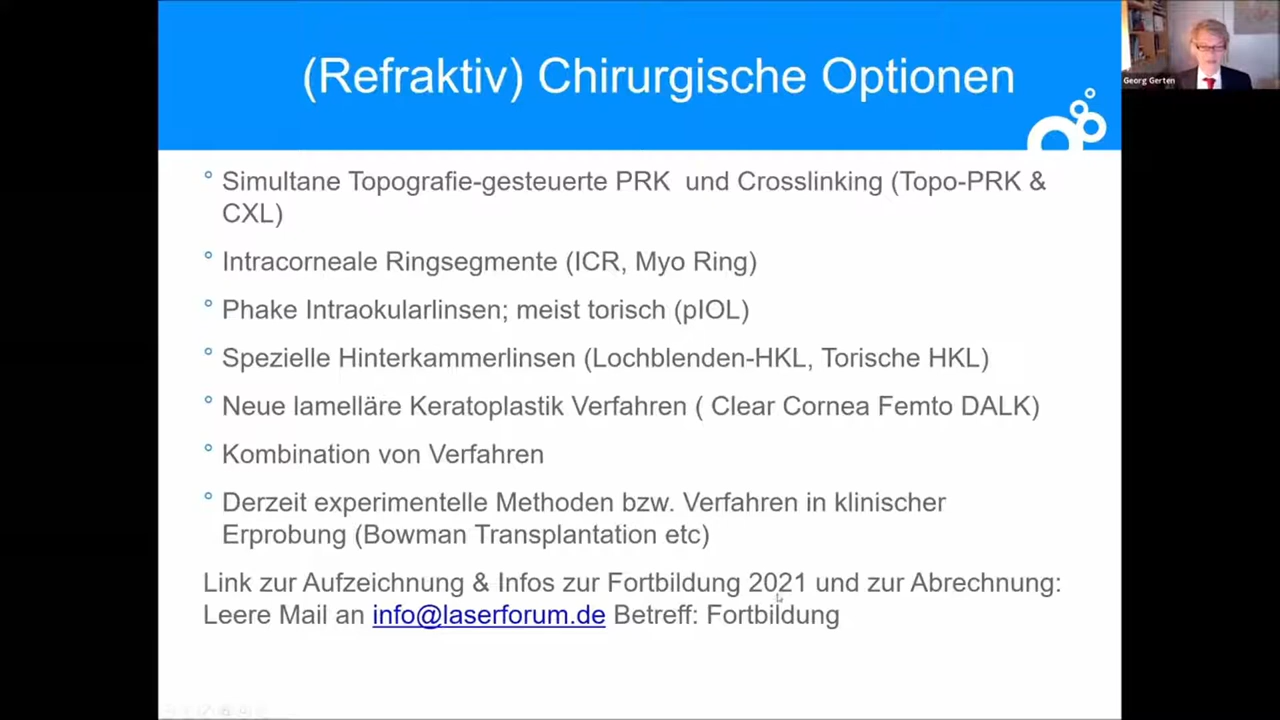 (Refraktiv) Chirurgische Optionen
Georg Gerten
° Simultane Topografie-gesteuerte PRK und Crosslinking (Topo-PRK &
CXL)
° Intracorneale Ringsegmente (ICR, Myo Ring)
° Phake Intraokularlinsen; meist torisch (pIOL)
° Spezielle Hinterkammerlinsen (Lochblenden-HKL, Torische HKL)
° Neue lamelläre Keratoplastik Verfahren ( Clear Cornea Femto DALK)
° Kombination von Verfahren
° Derzeit experimentelle Methoden bzw. Verfahren in klinischer
Erprobung (Bowman Transplantation etc)
Link zur Aufzeichnung & Infos zur Fortbildung 2021 und zur Abrechnung:
Leere Mail an info@laserforum.de Betreff: Fortbildung